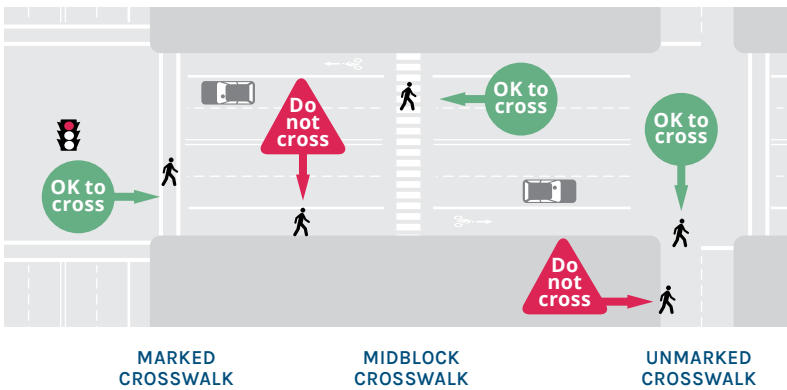 Do
not
cross
OK to
cross
OK to
cross
OK to
cross
Do
not
cross
MARKED
CROSSWALK
MIDBLOCK
CROSSWALK
UNMARKED
CROSSWALK